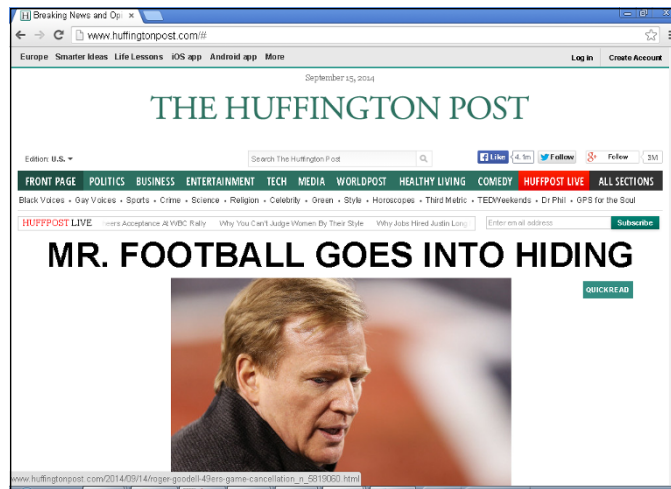 Breaking News and Opi
www.huffingtonpost.com/#
Europe Smarter Ideas Life Lessons iOS app Android app More Log in Create Account
September 15, 2014
THE HUFFINGTON POST
Edition: U.S. Search The Huffington Post Like 4.1m Follow Follow 3M
FRONT PAGE POLITICS BUSINESS ENTERTAINMENT TECH MEDIA WORLDPOST HEALTHY LIVING COMEDY HUFFPOST LIVE ALL SECTIONS
Black Voices • Gay Voices • Sports • Crime • Science • Religion • Celebrity • Green • Style • Horoscopes • Third Metric • TEDWeekends • Dr Phil • GPS for the Soul
HUFFPOST LIVE eers Acceptance At WBC Rally Why You Can't Judge Women By Their Style Why Jobs Hired Justin Long Enter email address Subscribe
MR. FOOTBALL GOES INTO HIDING
QUICKREAD
www.huffingtonpost.com/2014/09/14/roger-goodell-49ers-game-cancellation_n_5819060.html